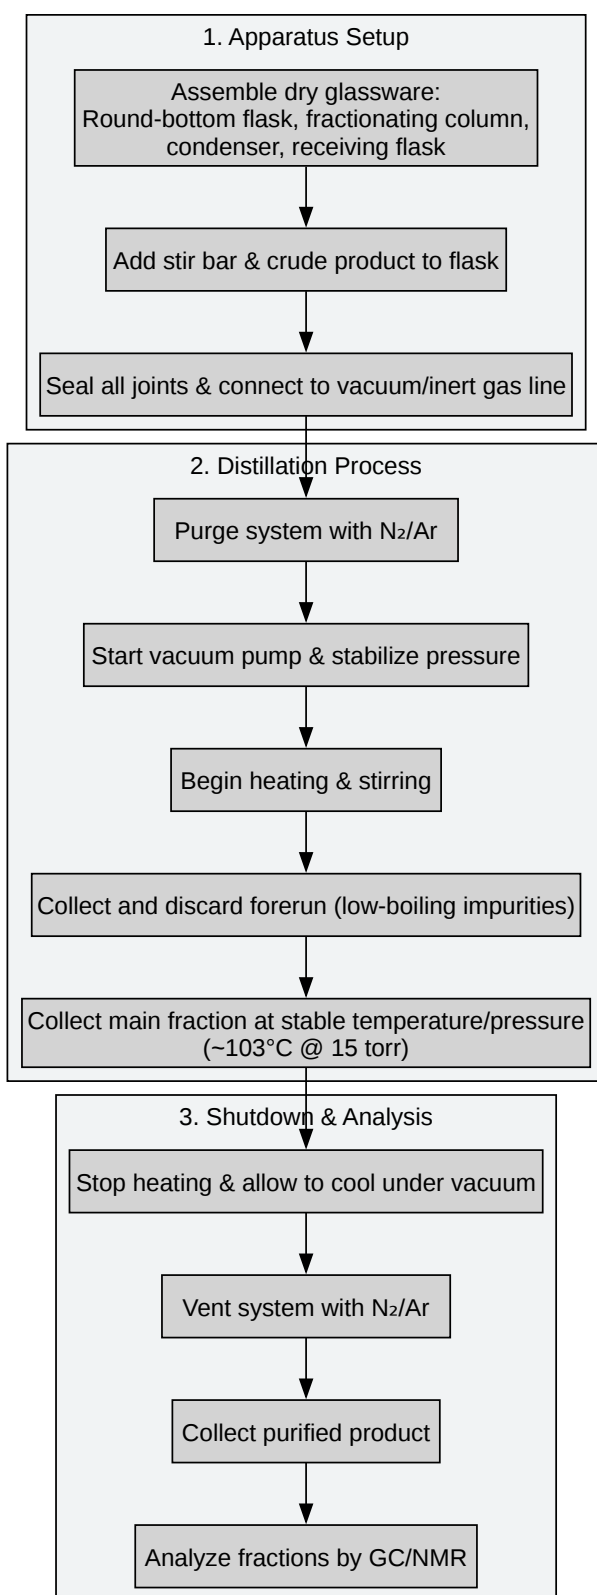 1. Apparatus Setup
Assemble dry glassware:
Round-bottom flask, fractionating column,
condenser, receiving flask
Add stir bar & crude product to flask
Seal all joints & connect to vacuum/inert gas line
2. Distillation Process
Purge system with N₂/Ar
Start vacuum pump & stabilize pressure
Begin heating & stirring
Collect and discard forerun (low-boiling impurities)
Collect main fraction at stable temperature/pressure
(~103°C @ 15 torr)
3. Shutdown & Analysis
Stop heating & allow to cool under vacuum
Vent system with N₂/Ar
Collect purified product
Analyze fractions by GC/NMR